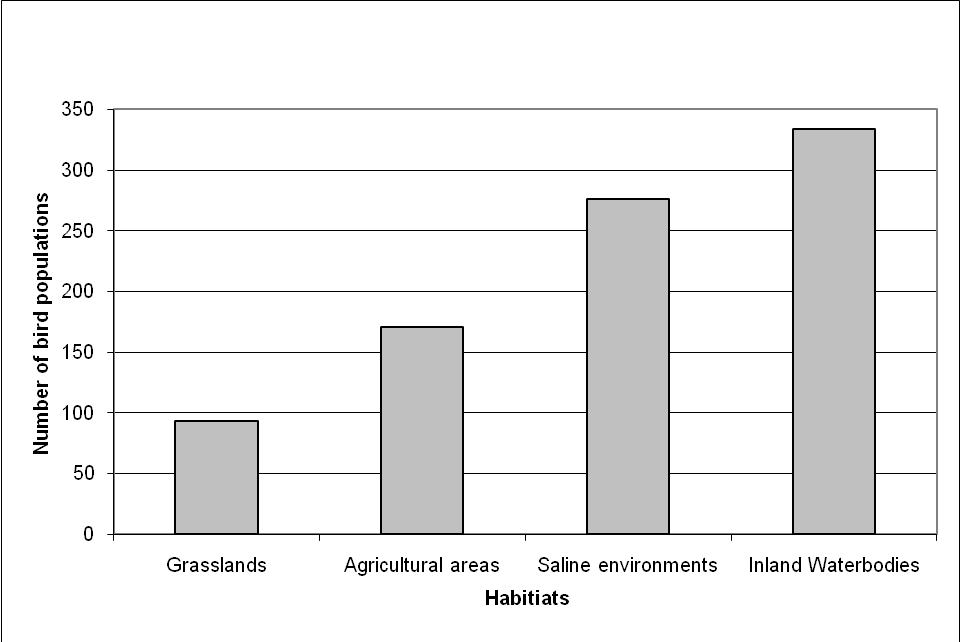 350
300
250
200
150
100
50
0
Number of bird populations
Grasslands
Agricultural areas
Saline environments
Inland Waterbodies
Habitiats